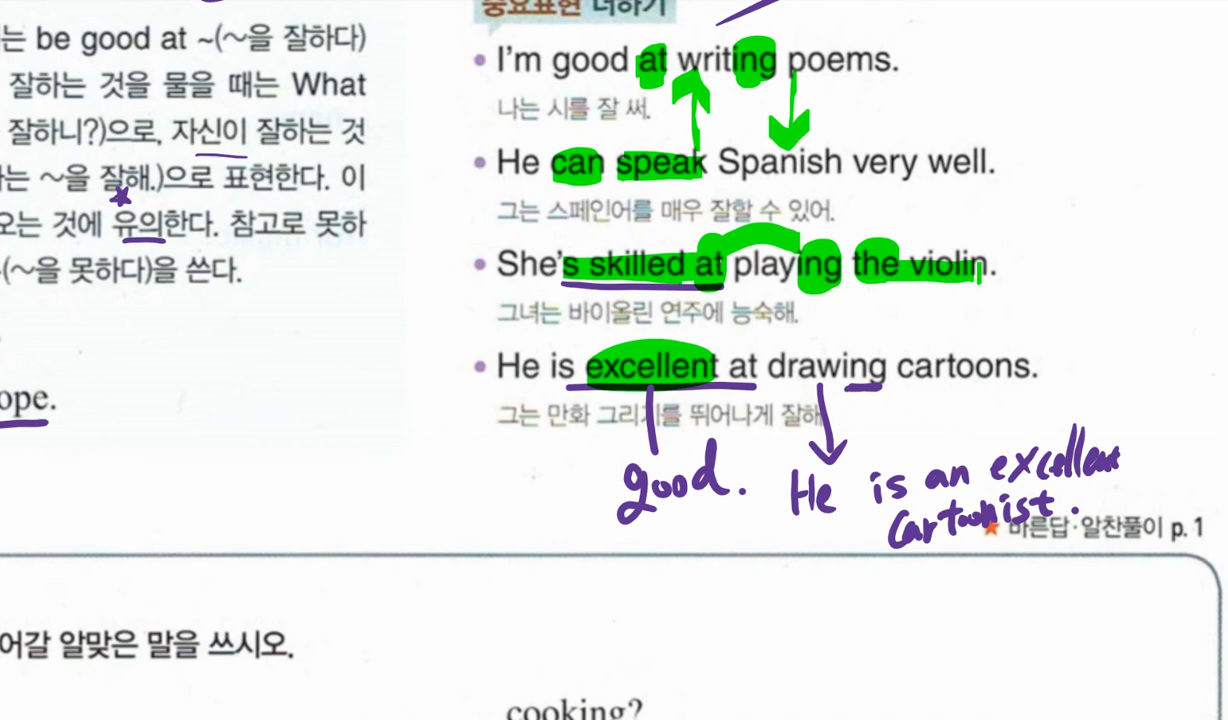 중요표현 더하기
는 be good at ~(~을 잘하다)
잘하는 것을 물을 때는 What
잘하니?)으로, 자신이 잘하는 것
는 ~을 잘해.)으로 표현한다. 이
오는 것에 유의한다. 참고로 못하
(~을 못하다)을 쓴다.
ope.
• I'm good at writing poems.
나는 시를 잘 써.
• He can speak Spanish very well.
그는 스페인어를 매우 잘할 수 있어.
• She's skilled at playing the violin.
그녀는 바이올린 연주에 능숙해.
• He is excellent at drawing cartoons.
그는 만화 그리기를 뛰어나게 잘해
good.
He is an excellent
cartoonist.
★ 바른답·알찬풀이 p. 1
어갈 알맞은 말을 쓰시오.
cooking?